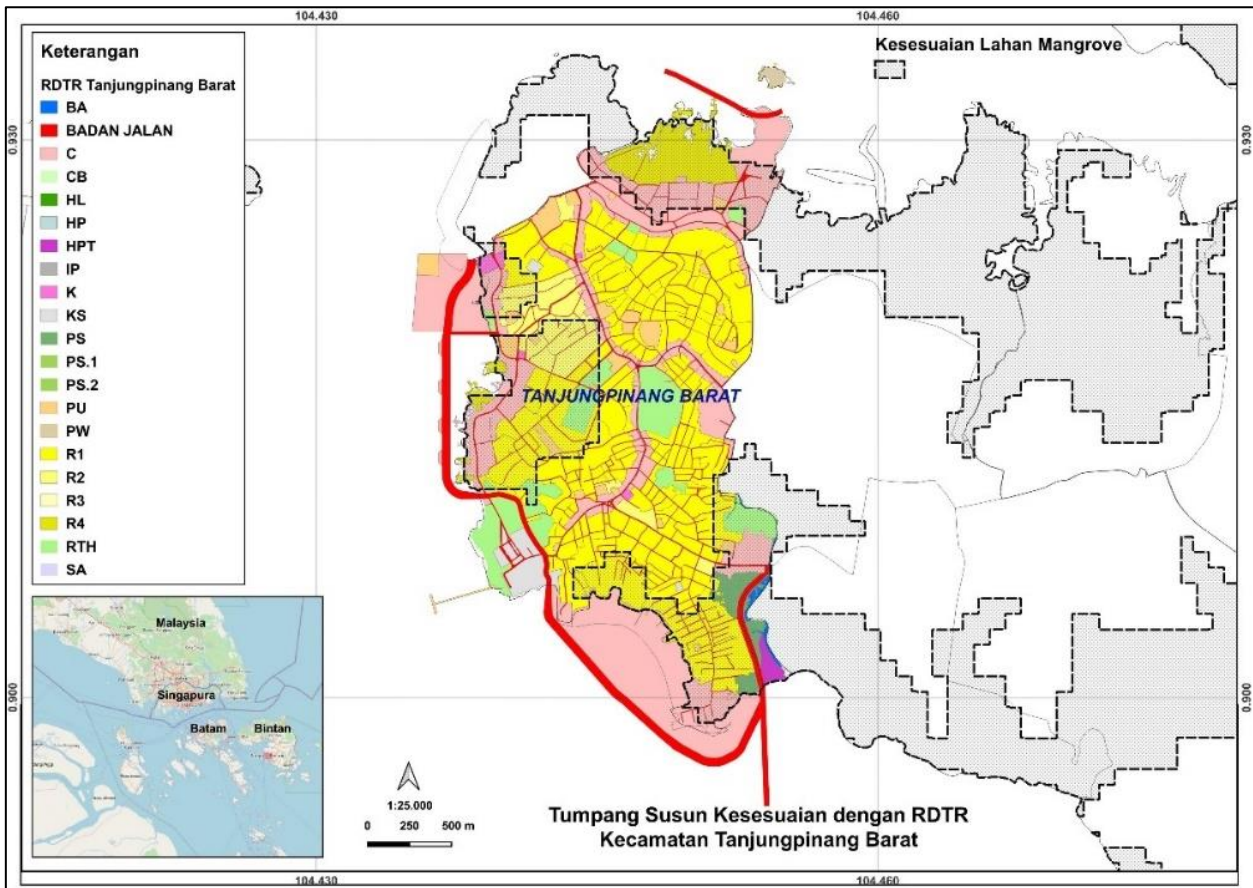 104.430
104.460
Keterangan
RDTR Tanjungpinang Barat
BA
BADAN JALAN
C
CB
HL
HP
HPT
IP
K
KS
PS
PS.1
PS.2
PU
PW
R1
R2
R3
R4
RTH
SA
Kesesuaian Lahan Mangrove
0.930
0.930
TANJUNGPINANG BARAT
0.900
0.900
Malaysia
Singapura
Batam
Bintan
1:25.000
0
250
500 m
Tumpang Susun Kesesuaian dengan RDTR
Kecamatan Tanjungpinang Barat
104.430
104.460